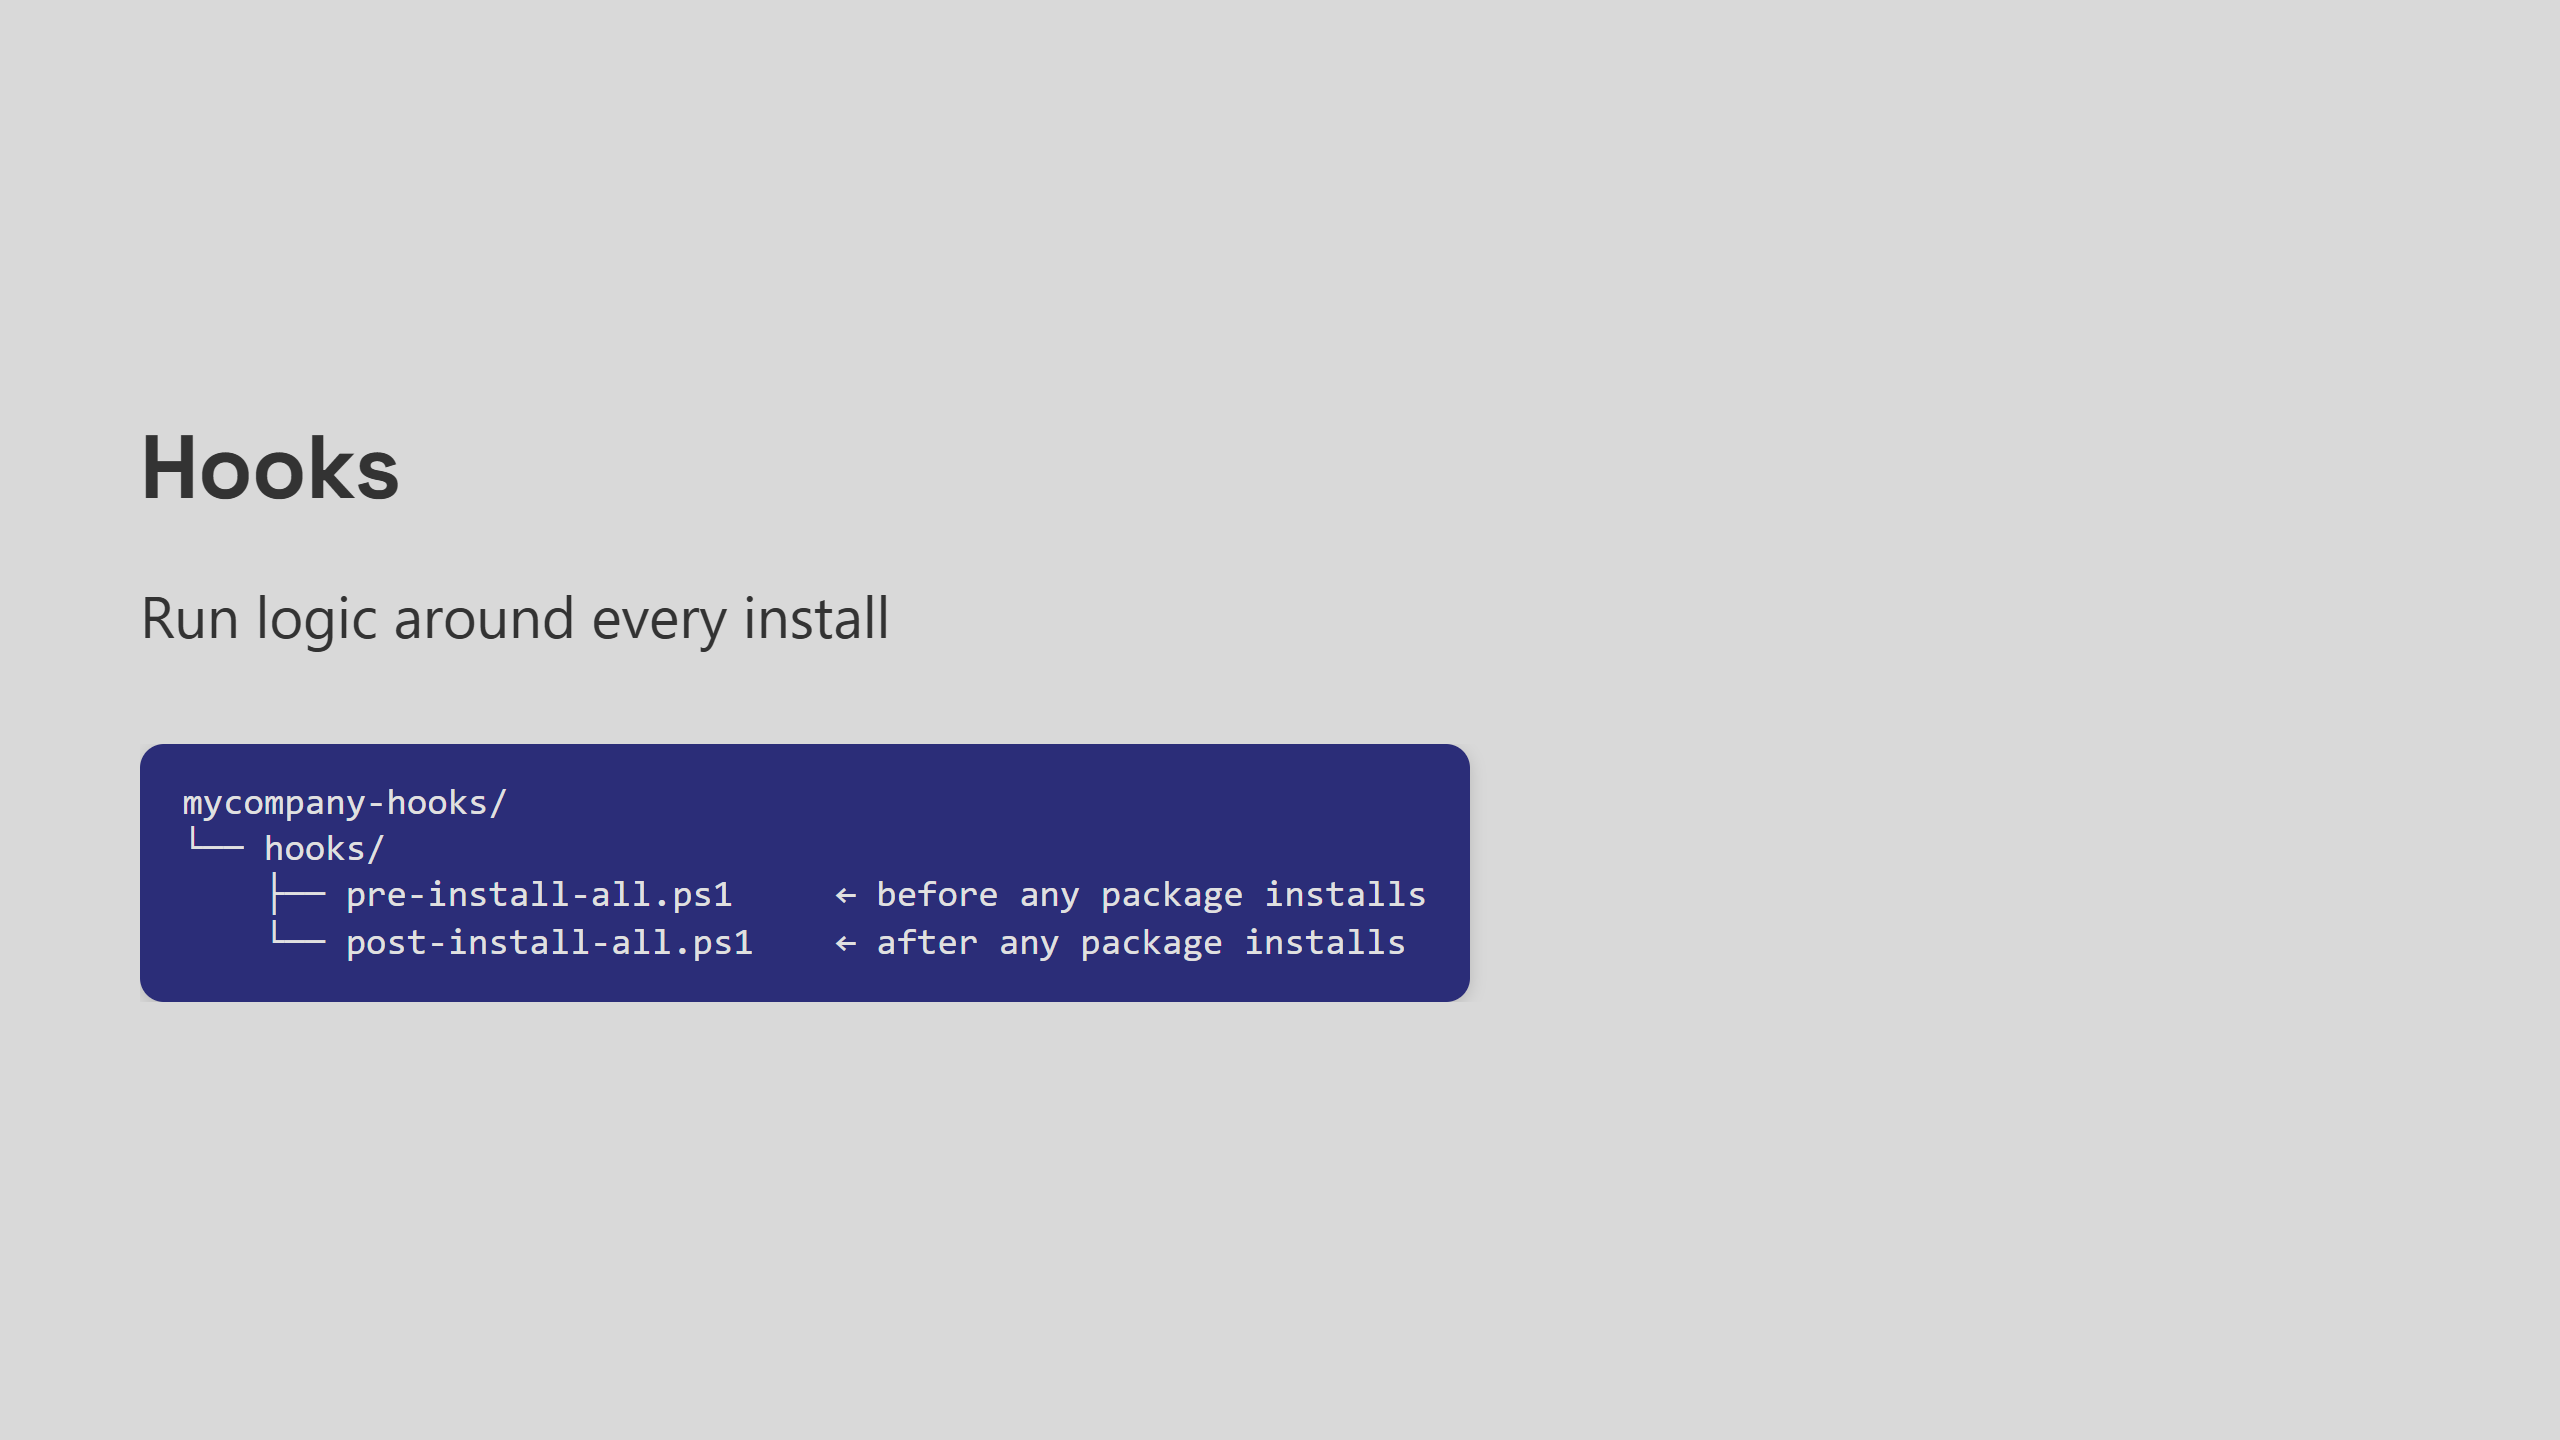 Hooks
Run logic around every install
mycompany-hooks/
└── hooks/
    ├── pre-install-all.ps1     ← before any package installs
    └── post-install-all.ps1    ← after any package installs